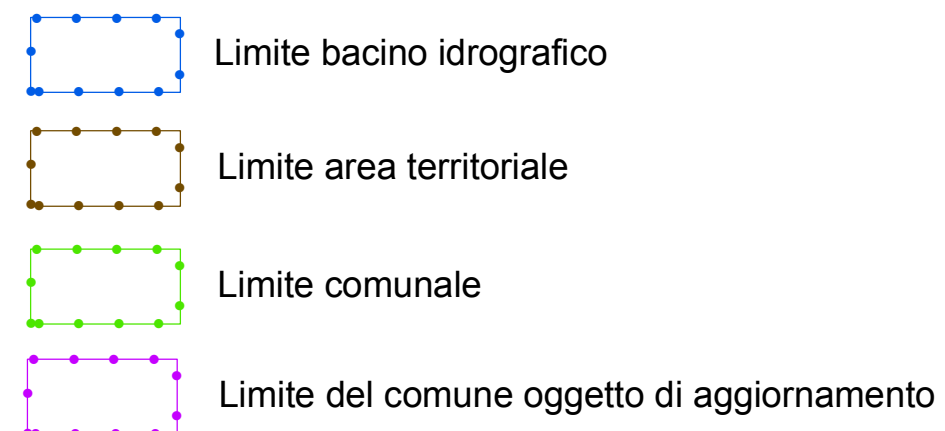 Limite bacino idrografico
Limite area territoriale
Limite comunale
Limite del comune oggetto di aggiornamento